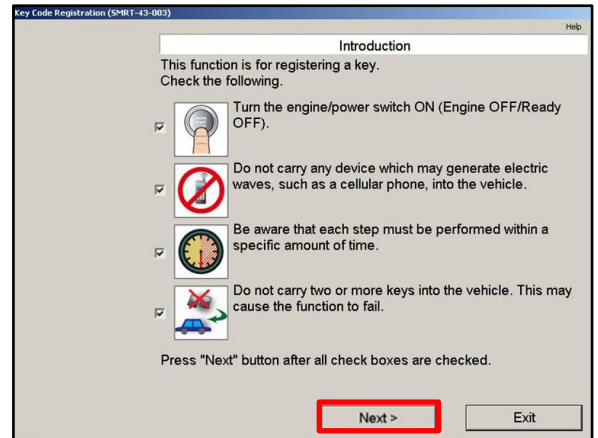 Key Code Registration (SMRT-43-003)
Help
Introduction
This function is for registering a key.
Check the following.
Turn the engine/power switch ON (Engine OFF/Ready
OFF).
Do not carry any device which may generate electric
waves, such as a cellular phone, into the vehicle.
Be aware that each step must be performed within a
specific amount of time.
Do not carry two or more keys into the vehicle. This may
cause the function to fail.
Press "Next" button after all check boxes are checked.
Next >
Exit